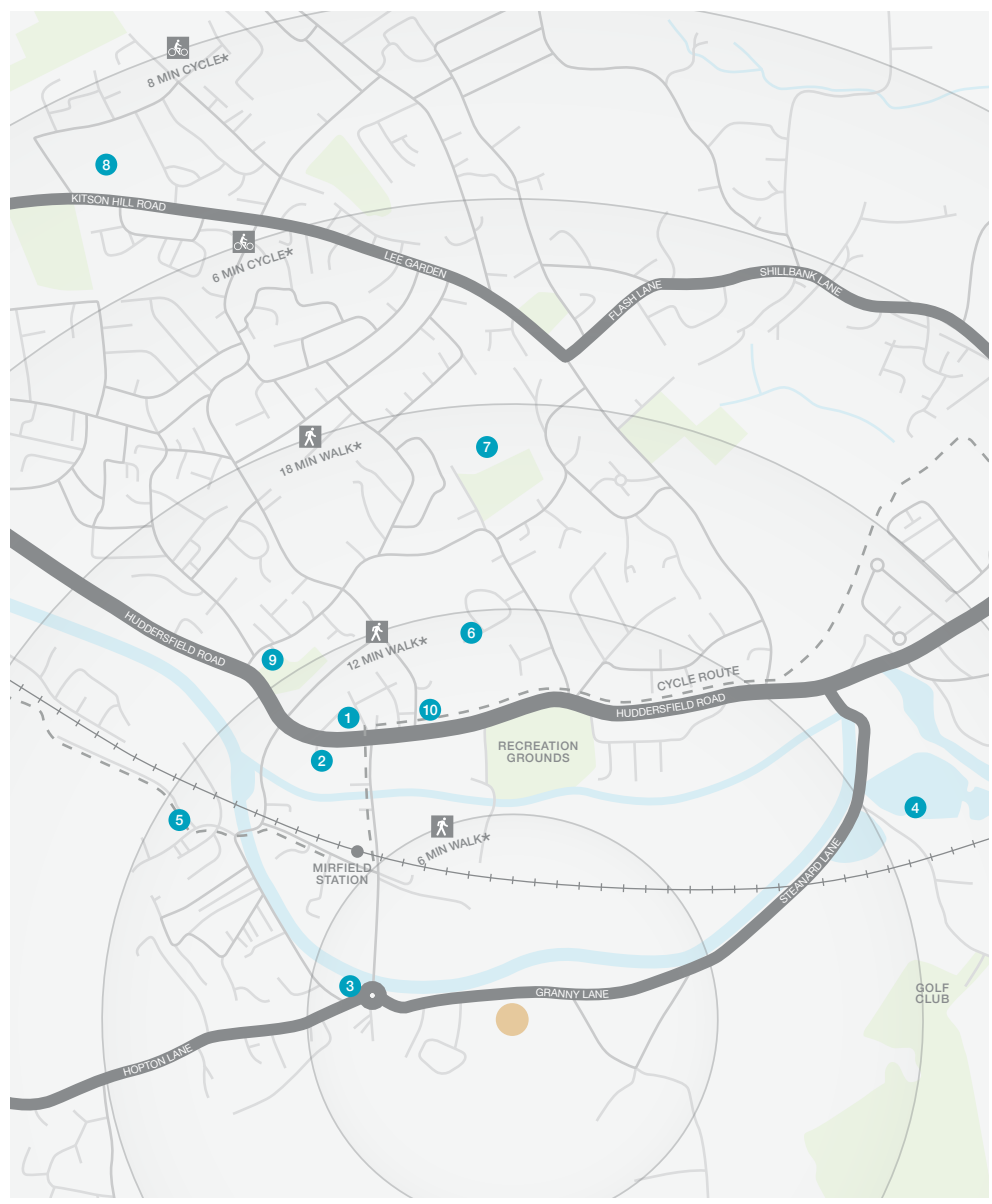 8 MIN CYCLE*
8
KITSON HILL ROAD
6 MIN CYCLE*
LEE GARDEN
FLASH LANE
SHILLBANK LANE
18 MIN WALK*
7
HUDDERSFIELD ROAD
9
12 MIN WALK*
6
CYCLE ROUTE
HUDDERSFIELD ROAD
1
10
2
RECREATION
GROUNDS
4
5
6 MIN WALK*
MIRFIELD
STATION
STEANARD LANE
3
GRANNY LANE
GOLF
CLUB
HOPTON LANE